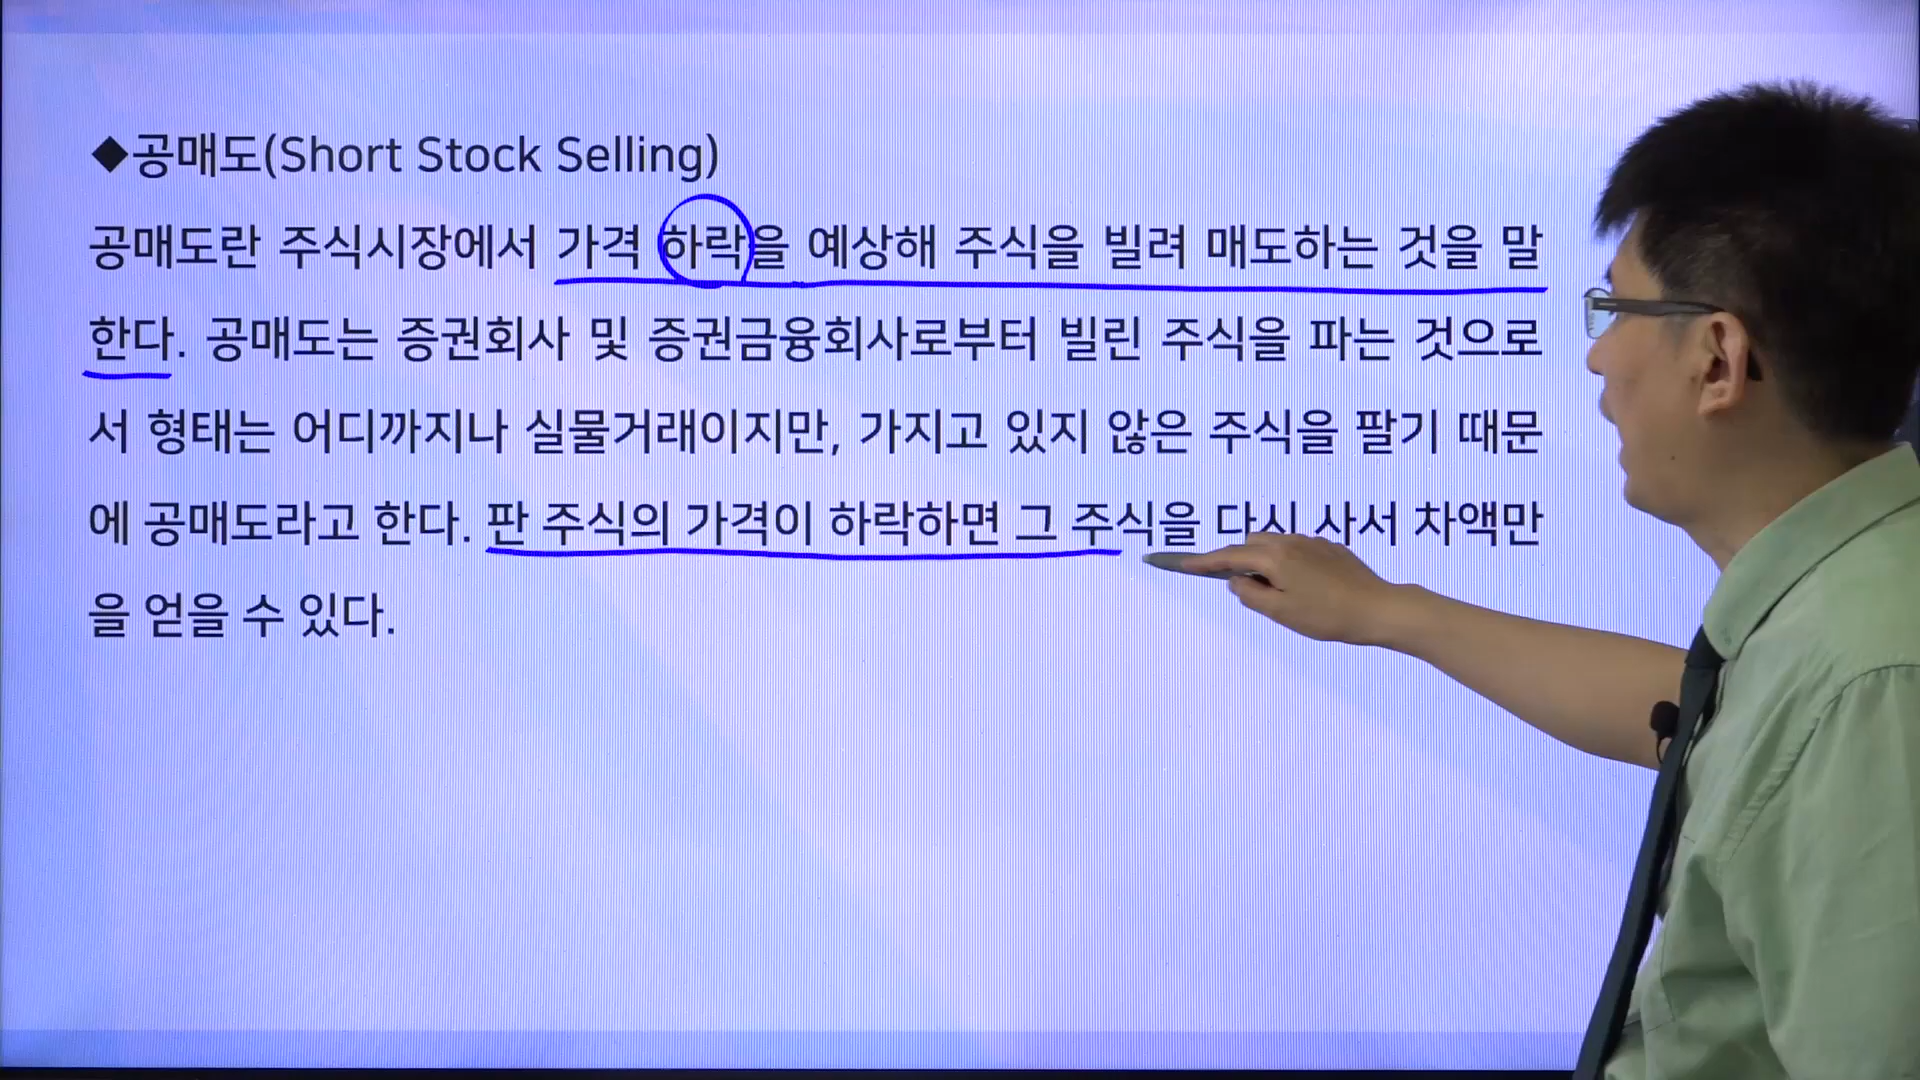 ◆공매도(Short Stock Selling)
공매도란 주식시장에서 가격 하락을 예상해 주식을 빌려 매도하는 것을 말
한다. 공매도는 증권회사 및 증권금융회사로부터 빌린 주식을 파는 것으로
서 형태는 어디까지나 실물거래이지만, 가지고 있지 않은 주식을 팔기 때문
에 공매도라고 한다. 판 주식의 가격이 하락하면 그 주식을 다시 사서 차액만
을 얻을 수 있다.